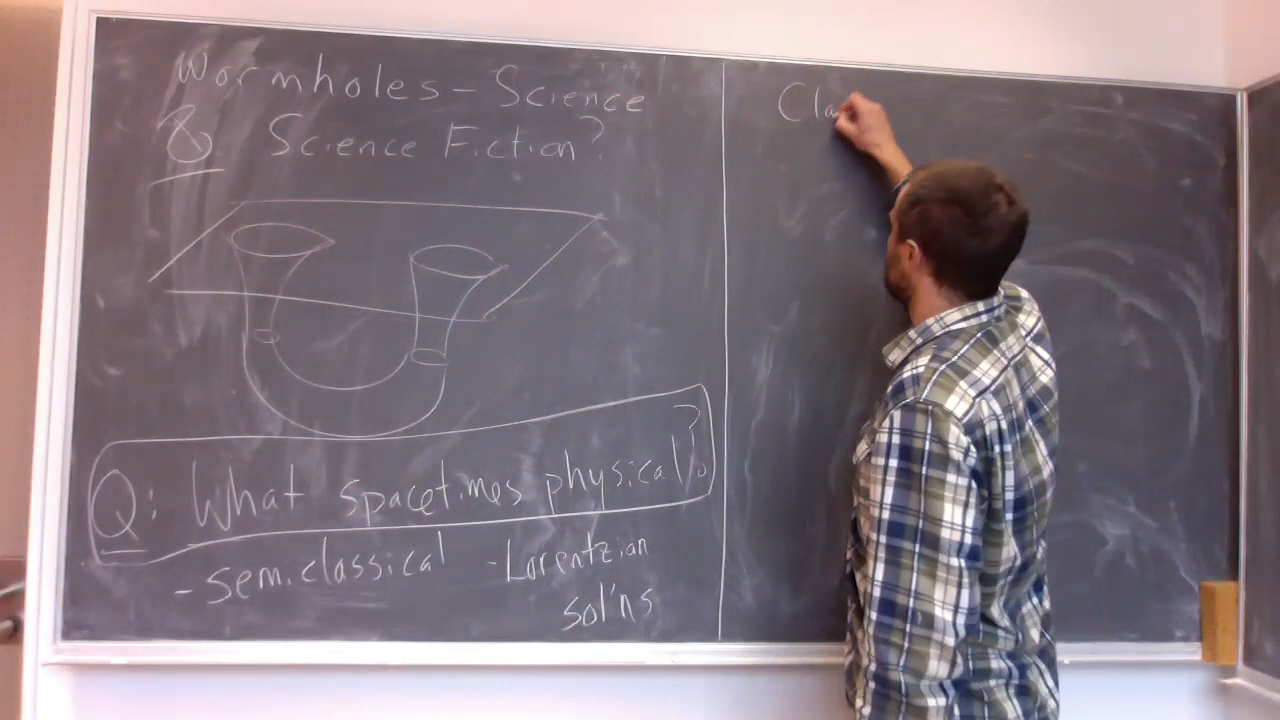 Wormholes - Science
& Science Fiction?
Q: What spacetimes physical?
- semiclassical - Lorentzian
sol'ns
Cla